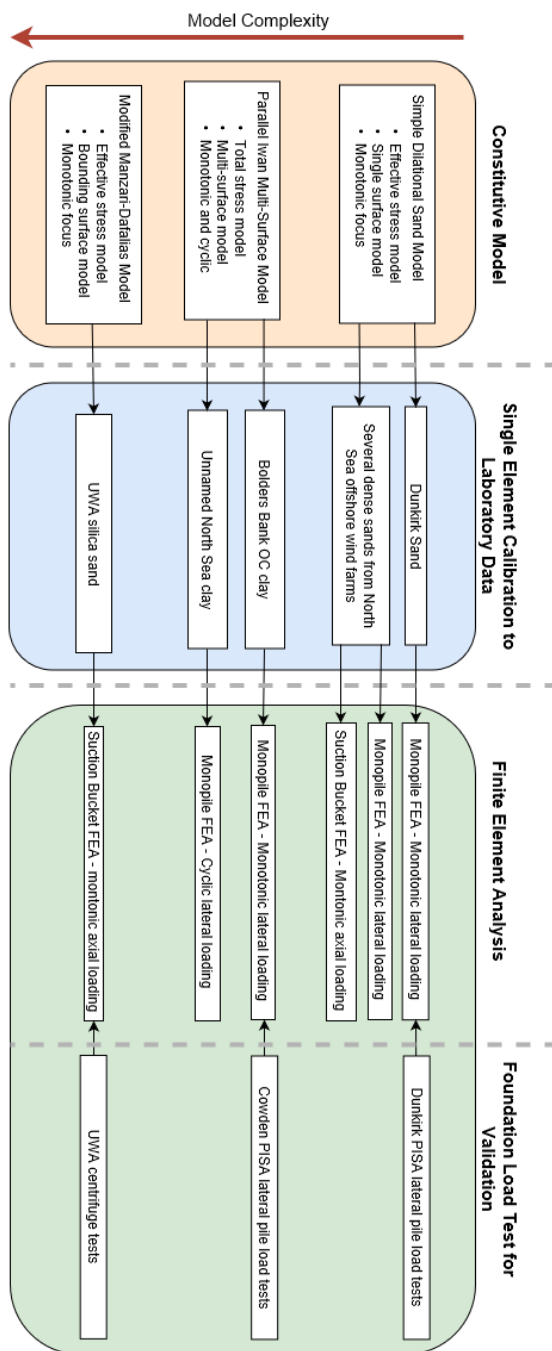 Model Complexity
Constitutive Model
Simple Dilational Sand Model
• Effective stress model
• Single surface model
• Monotonic focus
Parallel Iwan Multi-Surface Model
• Total stress model
• Multi-surface model
• Monotonic and cyclic
Modified Manzari-Dafalias Model
• Effective stress model
• Bounding surface model
• Monotonic focus
Single Element Calibration to
Laboratory Data
Dunkirk Sand
Several dense sands from North
Sea offshore wind farms
Bolders Bank OC clay
Unnamed North Sea clay
UWA silica sand
Finite Element Analysis
Monopile FEA - Monotonic lateral loading
Monopile FEA - Monotonic lateral loading
Suction Bucket FEA - Montonic axial loading
Monopile FEA - Monotonic lateral loading
Monopile FEA - Cyclic lateral loading
Suction Bucket FEA - montonic axial loading
Foundation Load Test for
Validation
Dunkirk PISA lateral pile load tests
Cowden PISA lateral pile load tests
UWA centrifuge tests